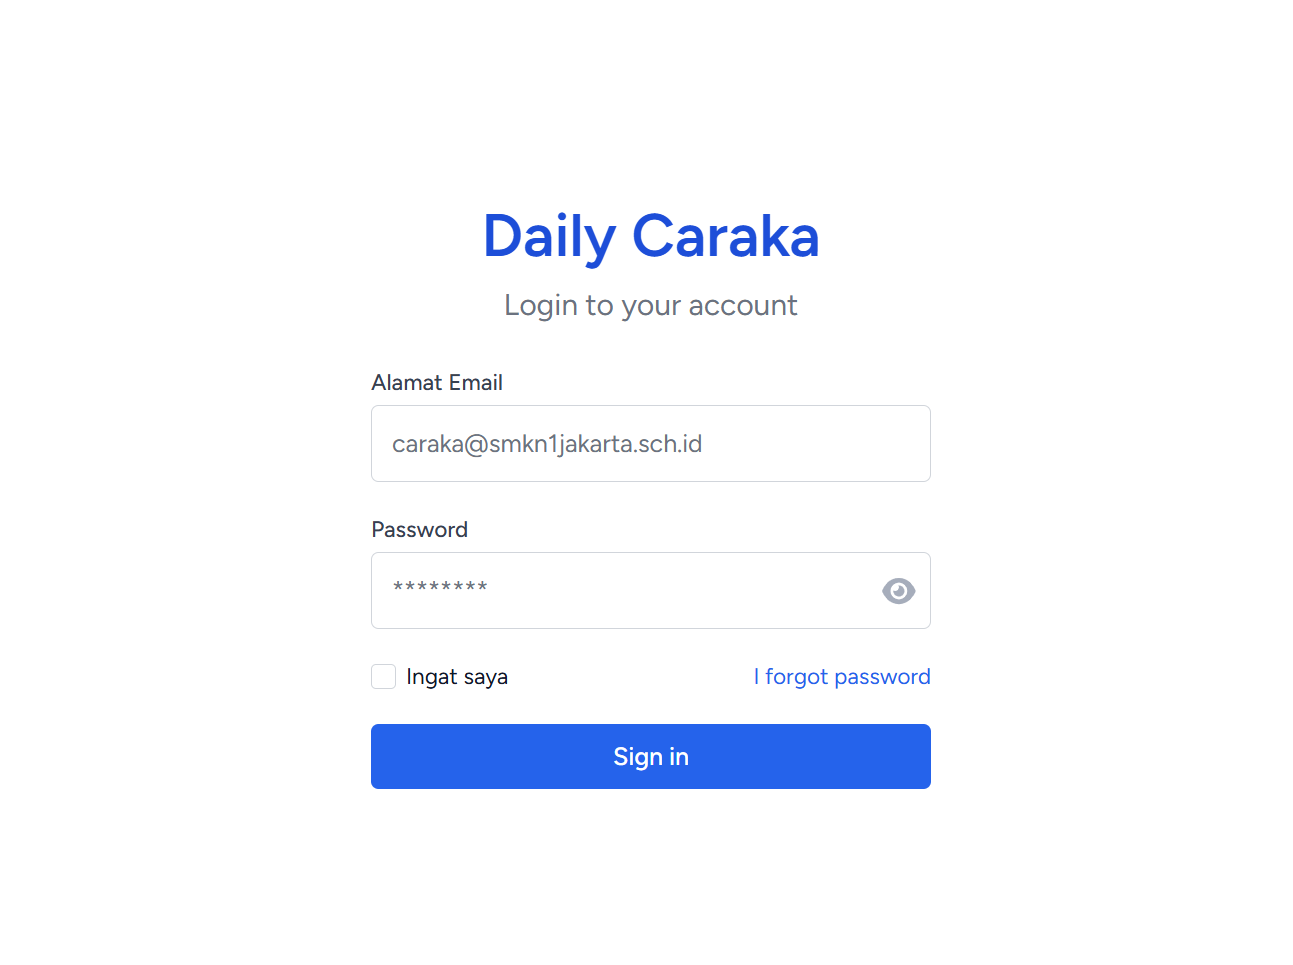 Daily Caraka
Login to your account
Alamat Email
caraka@smkn1jakarta.sch.id
Password
********
Ingat saya
I forgot password
Sign in